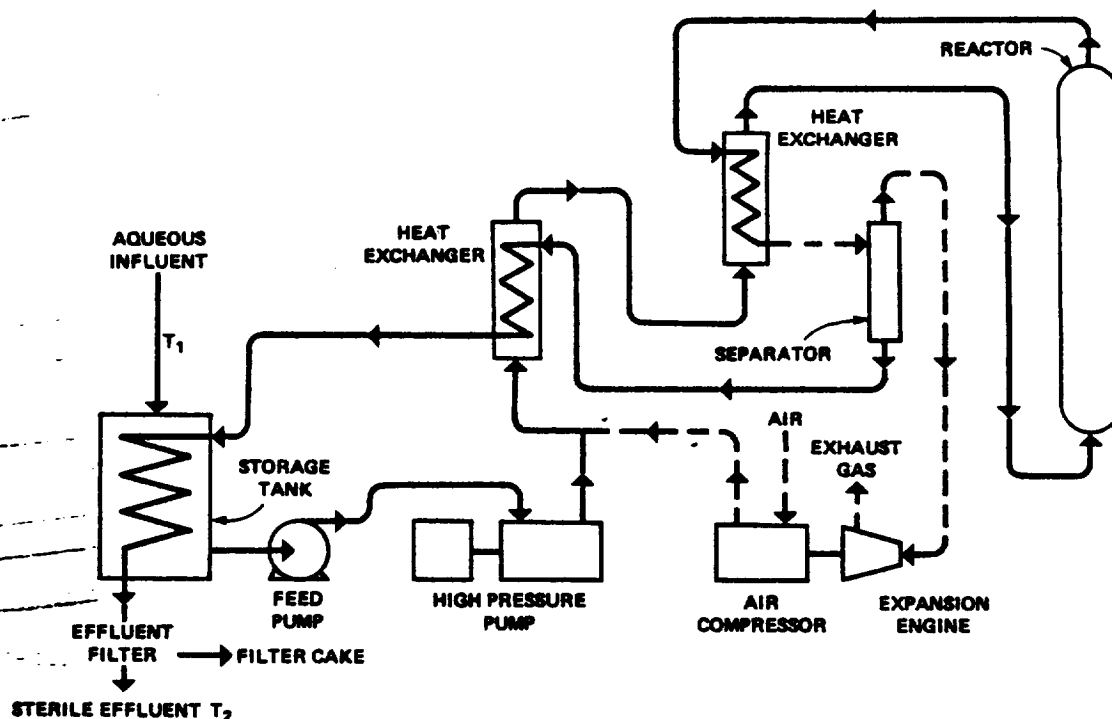 REACTOR
HEAT
EXCHANGER
AQUEOUS
INFLUENT
HEAT
EXCHANGER
T1
SEPARATOR
STORAGE
TANK
AIR
EXHAUST
GAS
FEED
PUMP
HIGH PRESSURE
PUMP
AIR
COMPRESSOR
EXPANSION
ENGINE
EFFLUENT
FILTER
FILTER CAKE
STERILE EFFLUENT T2